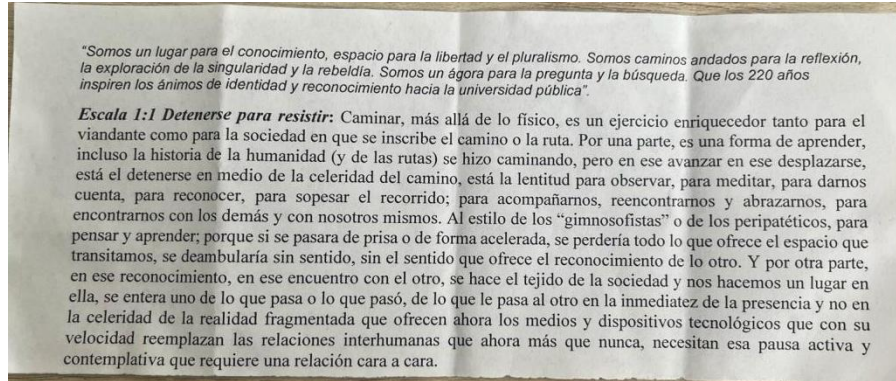 "Somos un lugar para el conocimiento, espacio para la libertad y el pluralismo. Somos caminos andados para la reflexión,
la exploración de la singularidad y la rebeldía. Somos un ágora para la pregunta y la búsqueda. Que los 220 años
inspiren los ánimos de identidad y reconocimiento hacia la universidad pública".
Escala 1:1 Detenerse para resistir: Caminar, más allá de lo físico, es un ejercicio enriquecedor tanto para el
viandante como para la sociedad en que se inscribe el camino o la ruta. Por una parte, es una forma de aprender,
incluso la historia de la humanidad (y de las rutas) se hizo caminando, pero en ese avanzar en ese desplazarse,
está el detenerse en medio de la celeridad del camino, está la lentitud para observar, para meditar, para darnos
cuenta, para reconocer, para sopesar el recorrido; para acompañarnos, reencontrarnos y abrazarnos, para
encontrarnos con los demás y con nosotros mismos. Al estilo de los "gimnosofistas" o de los peripatéticos, para
pensar y aprender; porque si se pasara de prisa o de forma acelerada, se perdería todo lo que ofrece el espacio que
transitamos, se deambularía sin sentido, sin el sentido que ofrece el reconocimiento de lo otro. Y por otra parte,
en ese reconocimiento, en ese encuentro con el otro, se hace el tejido de la sociedad y nos hacemos un lugar en
ella, se entera uno de lo que pasa o lo que pasó, de lo que le pasa al otro en la inmediatez de la presencia y no en
la celeridad de la realidad fragmentada que ofrecen ahora los medios y dispositivos tecnológicos que con su
velocidad reemplazan las relaciones interhumanas que ahora más que nunca, necesitan esa pausa activa y
contemplativa que requiere una relación cara a cara.